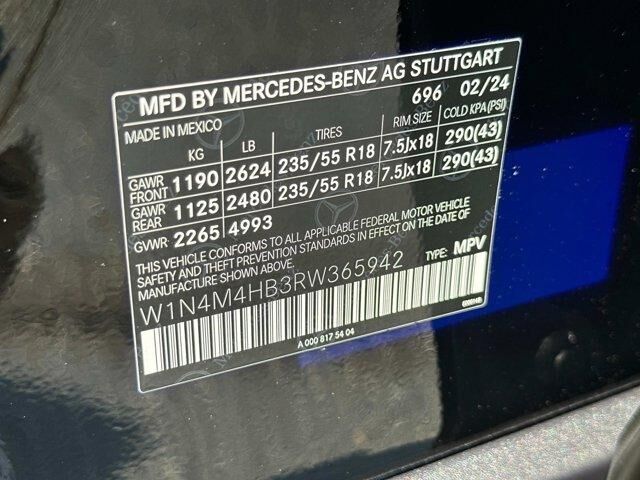 MFD BY MERCEDES-BENZ AG STUTTGART
MADE IN MEXICO 696 02/24
KG LB TIRES RIM SIZE COLD KPA(PSI)
GAWR FRONT 1190 2624 235/55 R18 7.5Jx18 290(43)
GAWR REAR 1125 2480 235/55 R18 7.5Jx18 290(43)
GVWR 2265 4993
THIS VEHICLE CONFORMS TO ALL APPLICABLE FEDERAL MOTOR VEHICLE
SAFETY AND THEFT PREVENTION STANDARDS IN EFFECT ON THE DATE OF
MANUFACTURE SHOWN ABOVE.
TYPE: MPV
W1N4M4HB3RW365942
A 000 817 54 04